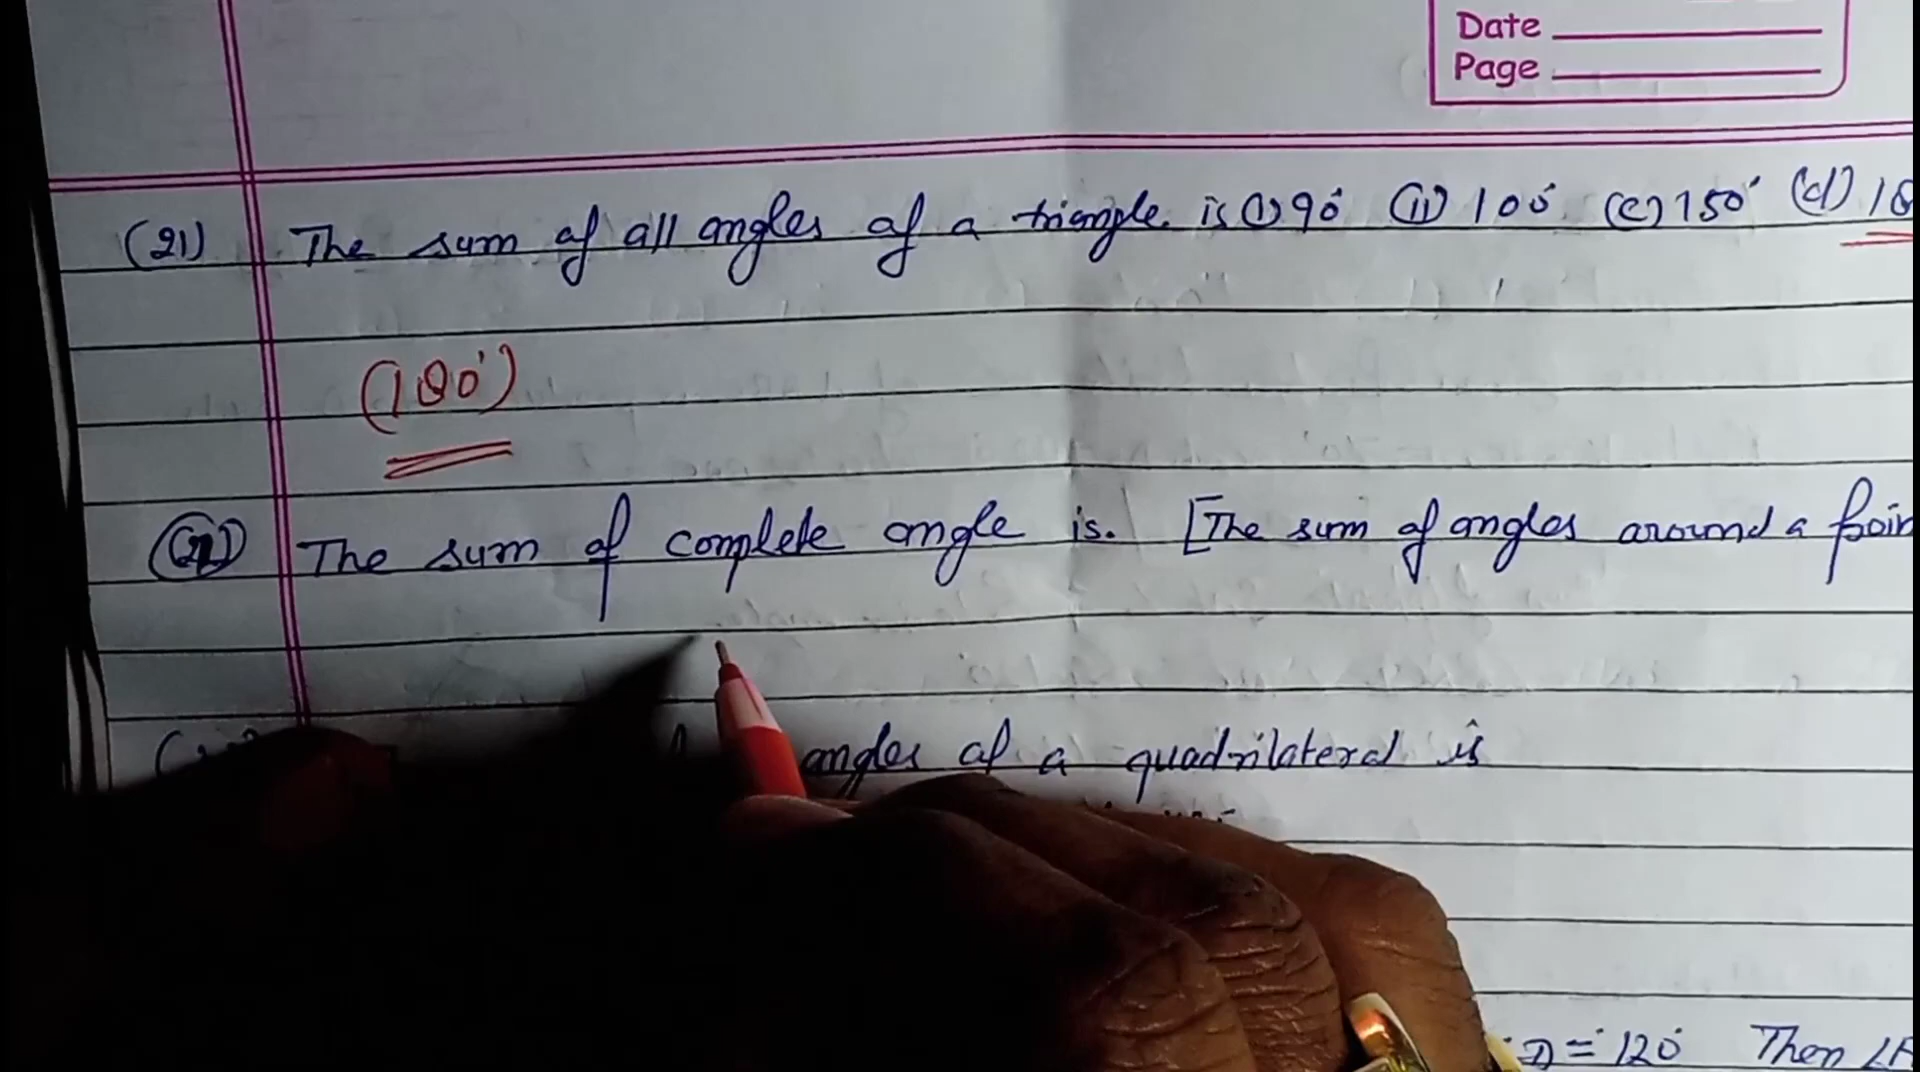 Date
Page
(21) The sum of all angles of a triangle is (i) 90° (ii) 100° (c) 150° (d) 18
(180°)
The sum of complete angle is. [The sum of angles around a poin
angles of a quadrilateral is
D = 120° Then ∠A